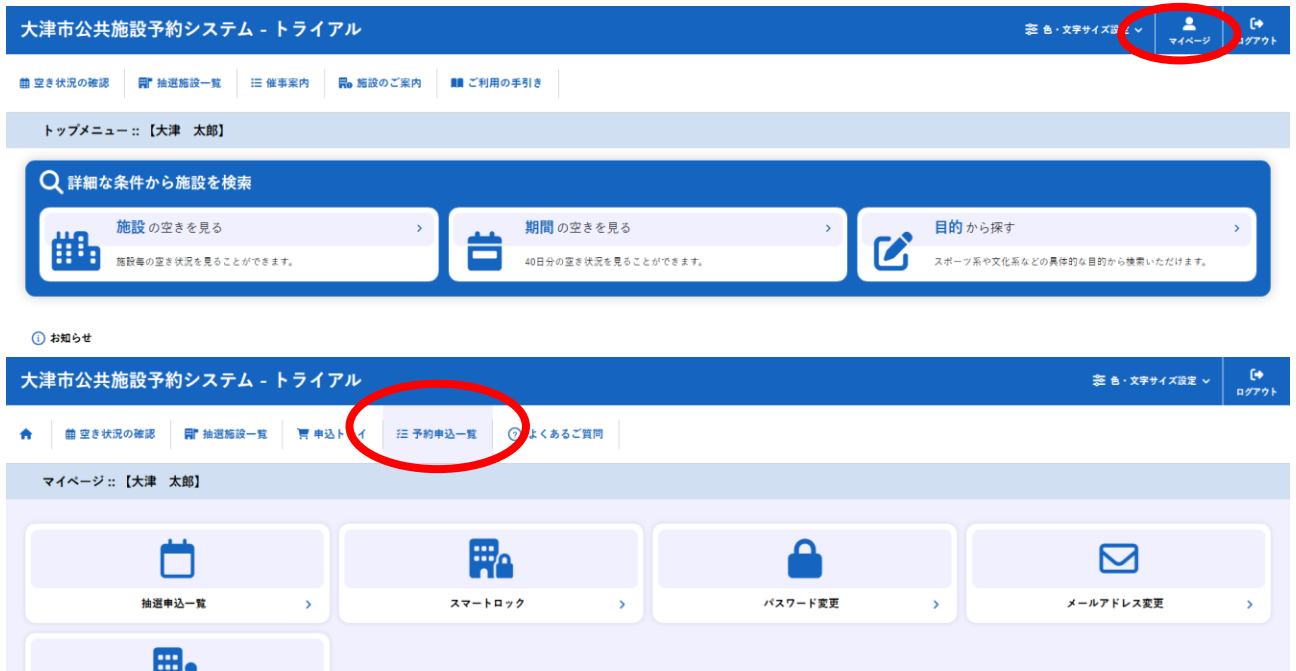 大津市公共施設予約システム - トライアル
色・文字サイズ設定
マイページ
ログアウト
空き状況の確認
抽選施設一覧
催事案内
施設のご案内
ご利用の手引き
トップメニュー :: 【大津　太郎】
詳細な条件から施設を検索
施設 の空きを見る
施設毎の空き状況を見ることができます。
期間 の空きを見る
40日分の空き状況を見ることができます。
目的 から探す
スポーツ系や文化系などの具体的な目的から検索いただけます。
お知らせ
大津市公共施設予約システム - トライアル
色・文字サイズ設定
ログアウト
空き状況の確認
抽選施設一覧
申込トレイ
予約申込一覧
よくあるご質問
マイページ :: 【大津　太郎】
抽選申込一覧
スマートロック
パスワード変更
メールアドレス変更